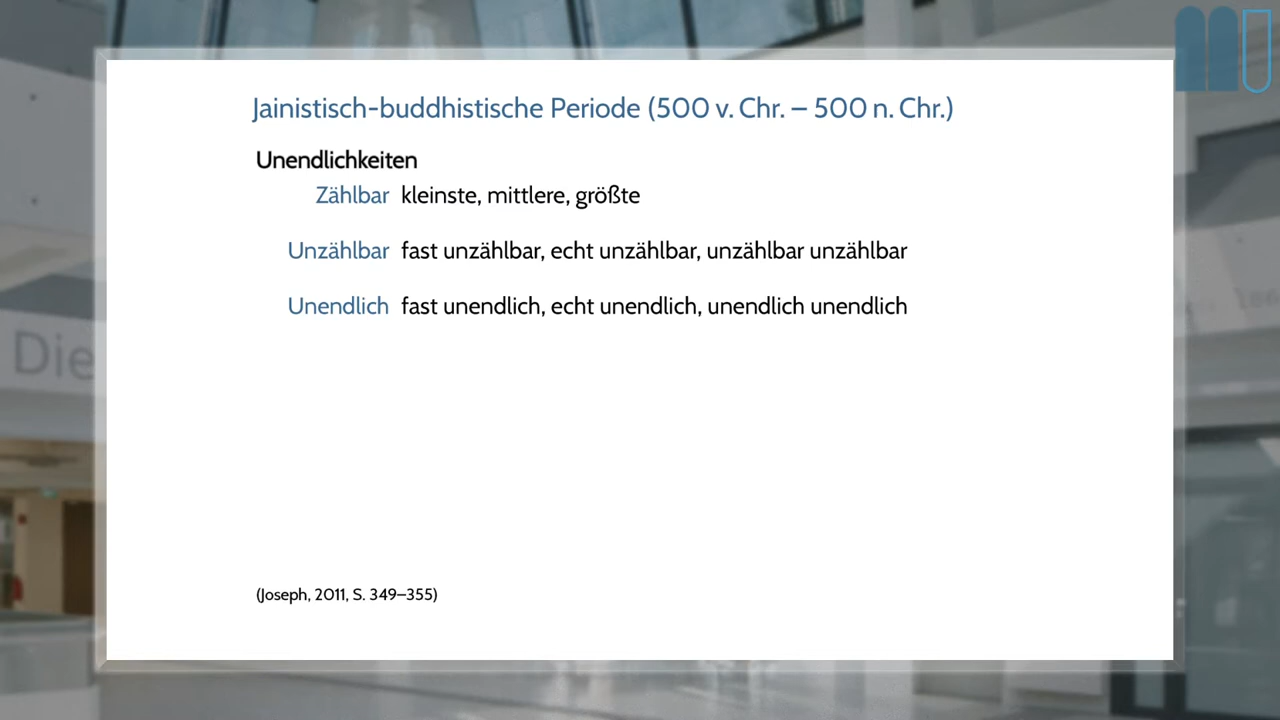 Jainistisch-buddhistische Periode (500 v. Chr. – 500 n. Chr.)
Unendlichkeiten
Zählbar kleinste, mittlere, größte
Unzählbar fast unzählbar, echt unzählbar, unzählbar unzählbar
Unendlich fast unendlich, echt unendlich, unendlich unendlich
Die
(Joseph, 2011, S. 349–355)